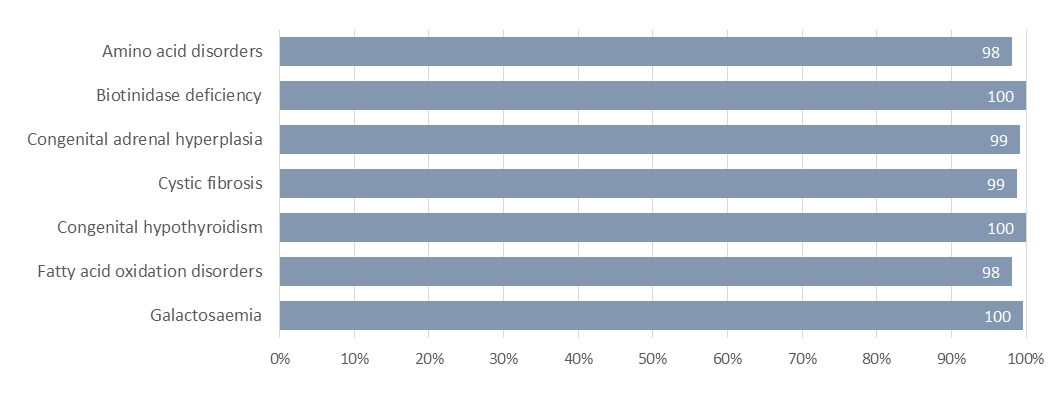 Amino acid disorders 98
Biotinidase deficiency 100
Congenital adrenal hyperplasia 99
Cystic fibrosis 99
Congenital hypothyroidism 100
Fatty acid oxidation disorders 98
Galactosaemia 100
0% 10% 20% 30% 40% 50% 60% 70% 80% 90% 100%